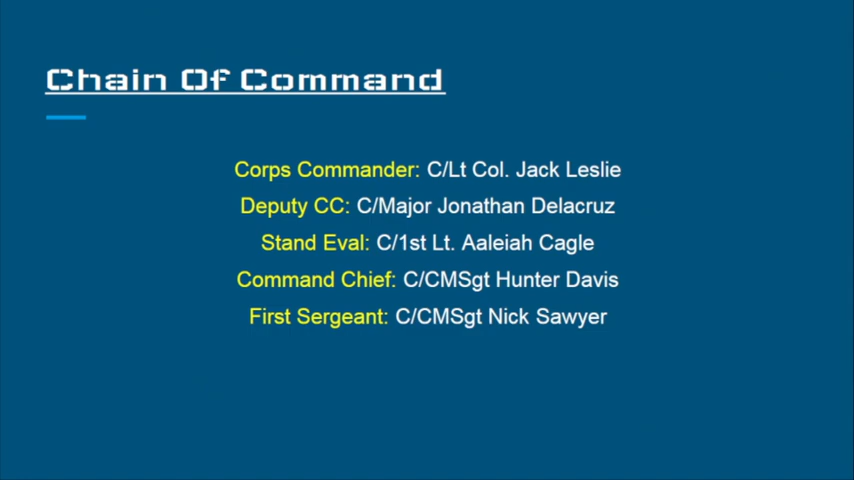 Chain Of Command
Corps Commander: C/Lt Col. Jack Leslie
Deputy CC: C/Major Jonathan Delacruz
Stand Eval: C/1st Lt. Aaleiah Cagle
Command Chief: C/CMSgt Hunter Davis
First Sergeant: C/CMSgt Nick Sawyer